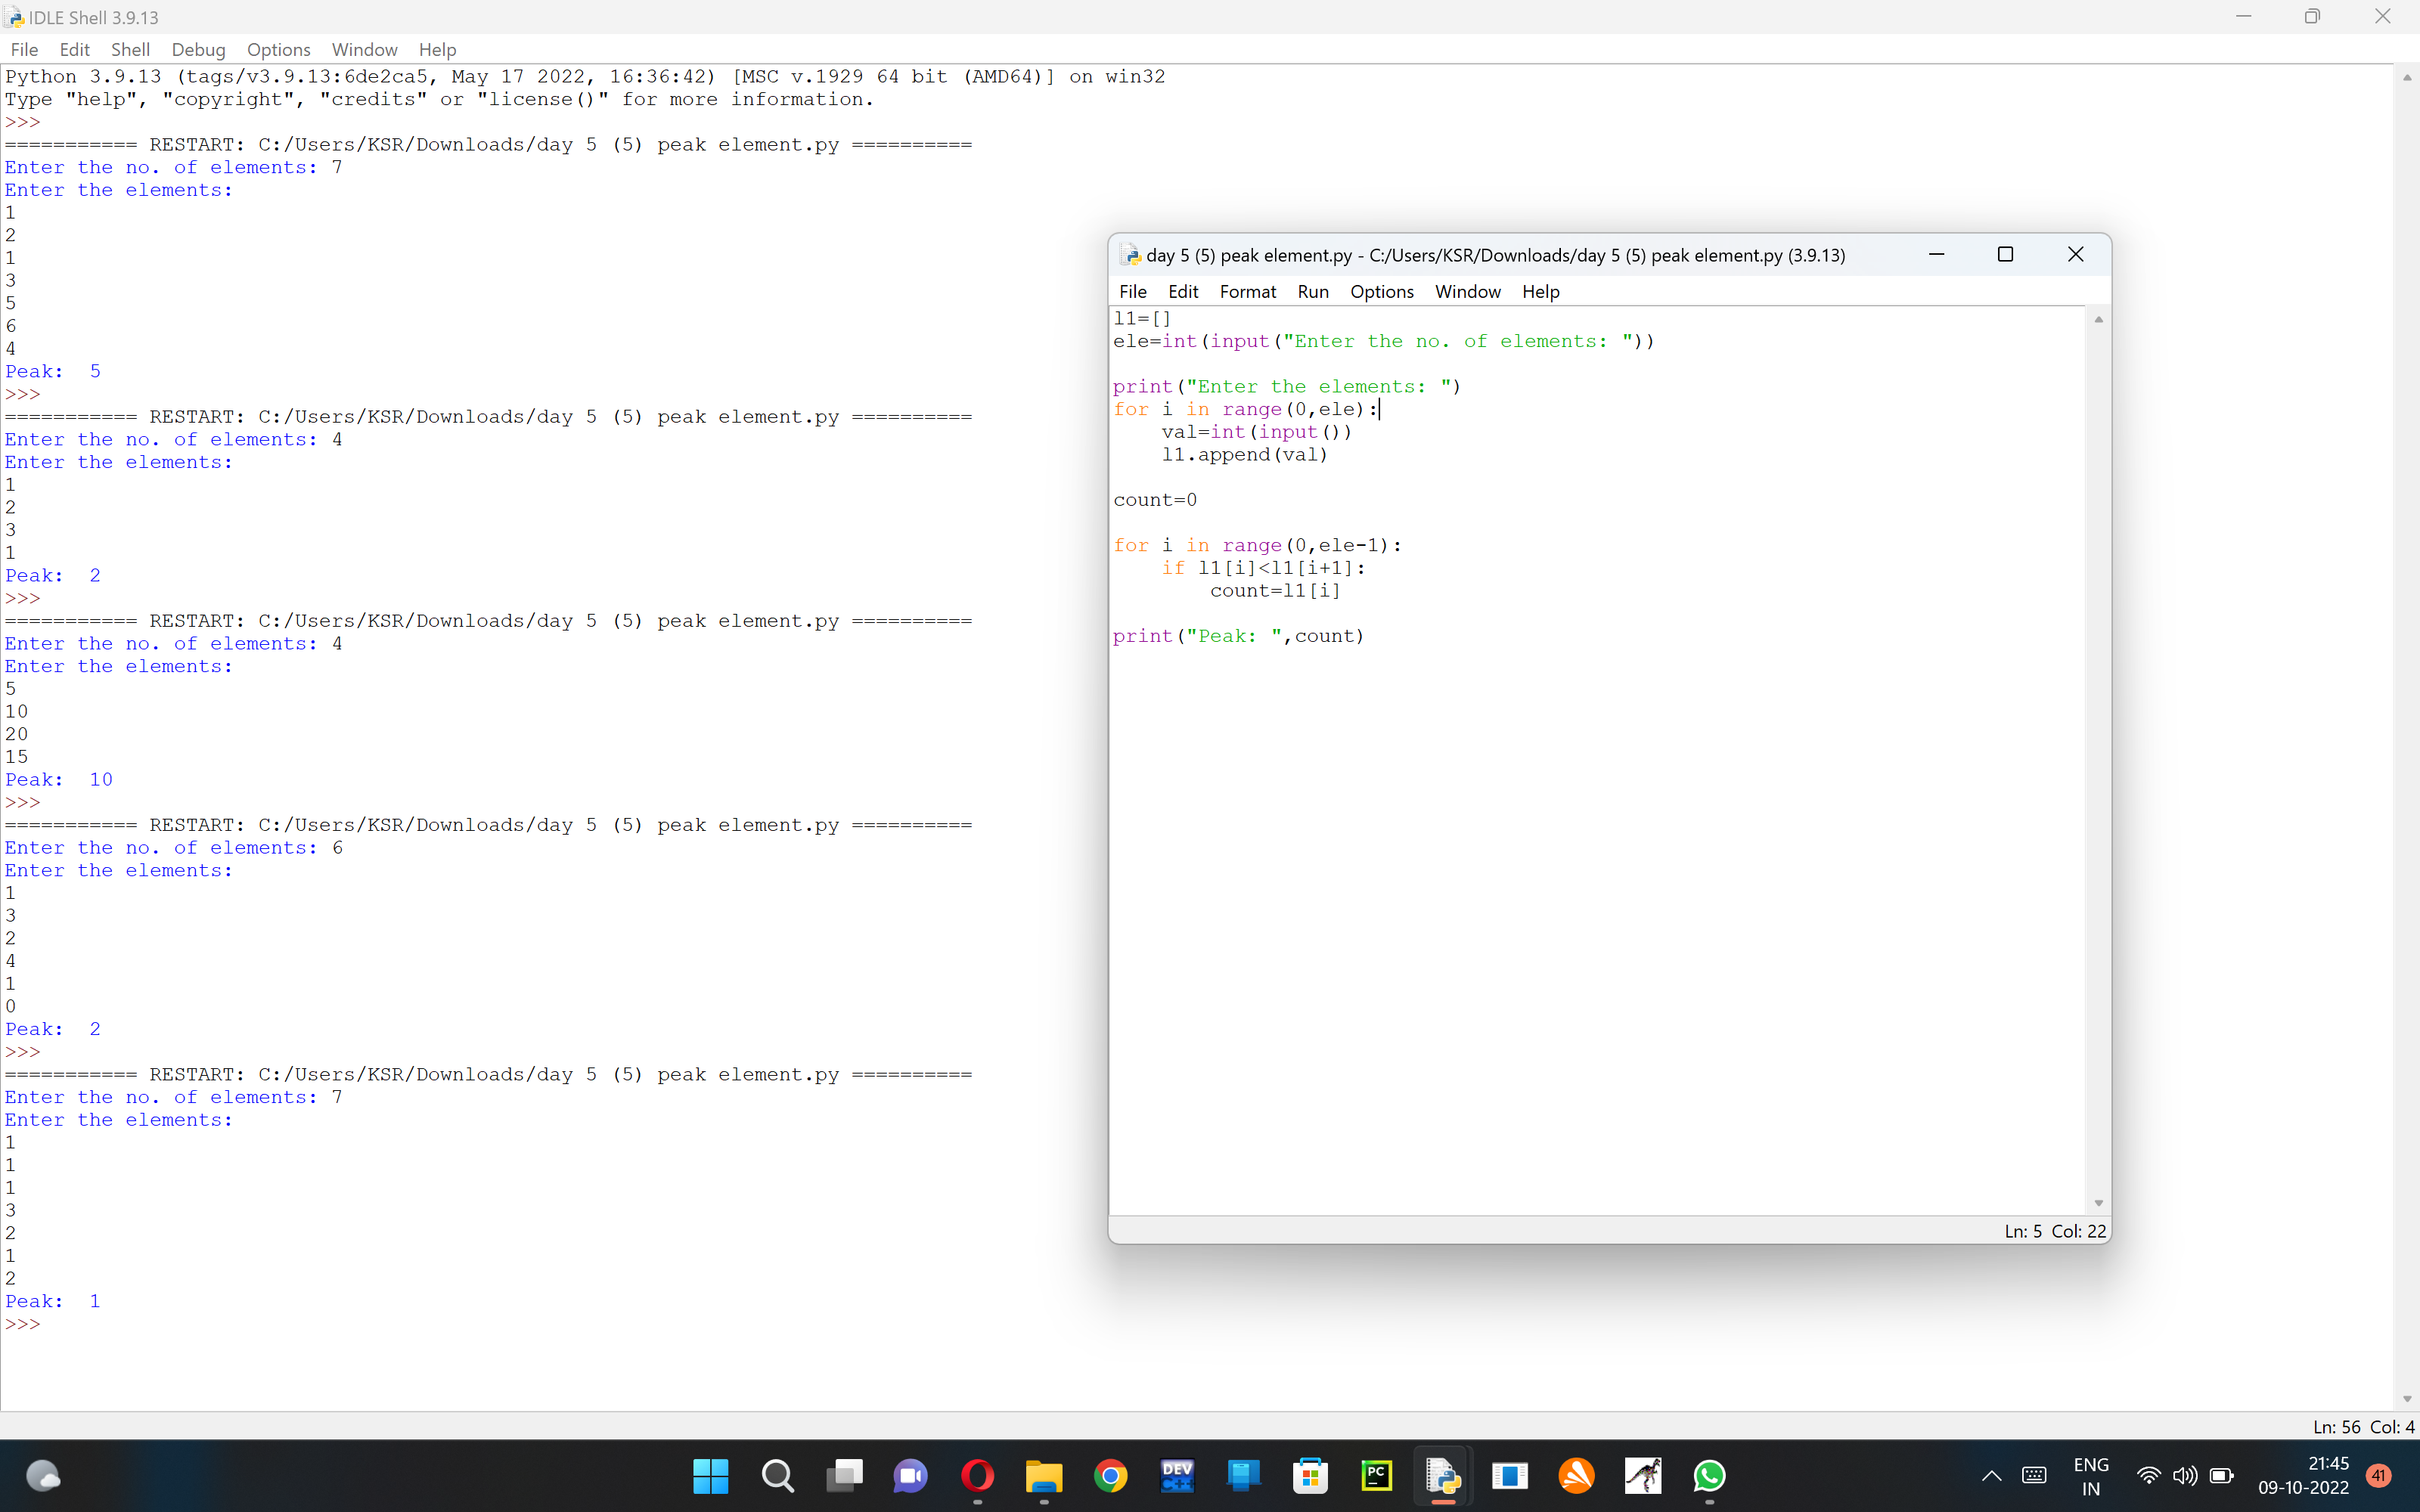 IDLE Shell 3.9.13
File Edit Shell Debug Options Window Help
Python 3.9.13 (tags/v3.9.13:6de2ca5, May 17 2022, 16:36:42) [MSC v.1929 64 bit (AMD64)] on win32
Type "help", "copyright", "credits" or "license()" for more information.
>>>
=========== RESTART: C:/Users/KSR/Downloads/day 5 (5) peak element.py ==========
Enter the no. of elements: 7
Enter the elements:
1
2
1
3
5
6
4
Peak:  5
>>>
=========== RESTART: C:/Users/KSR/Downloads/day 5 (5) peak element.py ==========
Enter the no. of elements: 4
Enter the elements:
1
2
3
1
Peak:  2
>>>
=========== RESTART: C:/Users/KSR/Downloads/day 5 (5) peak element.py ==========
Enter the no. of elements: 4
Enter the elements:
5
10
20
15
Peak:  10
>>>
=========== RESTART: C:/Users/KSR/Downloads/day 5 (5) peak element.py ==========
Enter the no. of elements: 6
Enter the elements:
1
3
2
4
1
0
Peak:  2
>>>
=========== RESTART: C:/Users/KSR/Downloads/day 5 (5) peak element.py ==========
Enter the no. of elements: 7
Enter the elements:
1
1
1
3
2
1
2
Peak:  1
>>>
day 5 (5) peak element.py - C:/Users/KSR/Downloads/day 5 (5) peak element.py (3.9.13)
File Edit Format Run Options Window Help
l1=[]
ele=int(input("Enter the no. of elements: "))
print("Enter the elements: ")
for i in range(0,ele):
    val=int(input())
    l1.append(val)
count=0
for i in range(0,ele-1):
    if l1[i]<l1[i+1]:
        count=l1[i]
print("Peak: ",count)
Ln: 5 Col: 22
Ln: 56 Col: 4
DEV
C++
PC
ENG
IN
21:45
09-10-2022
41